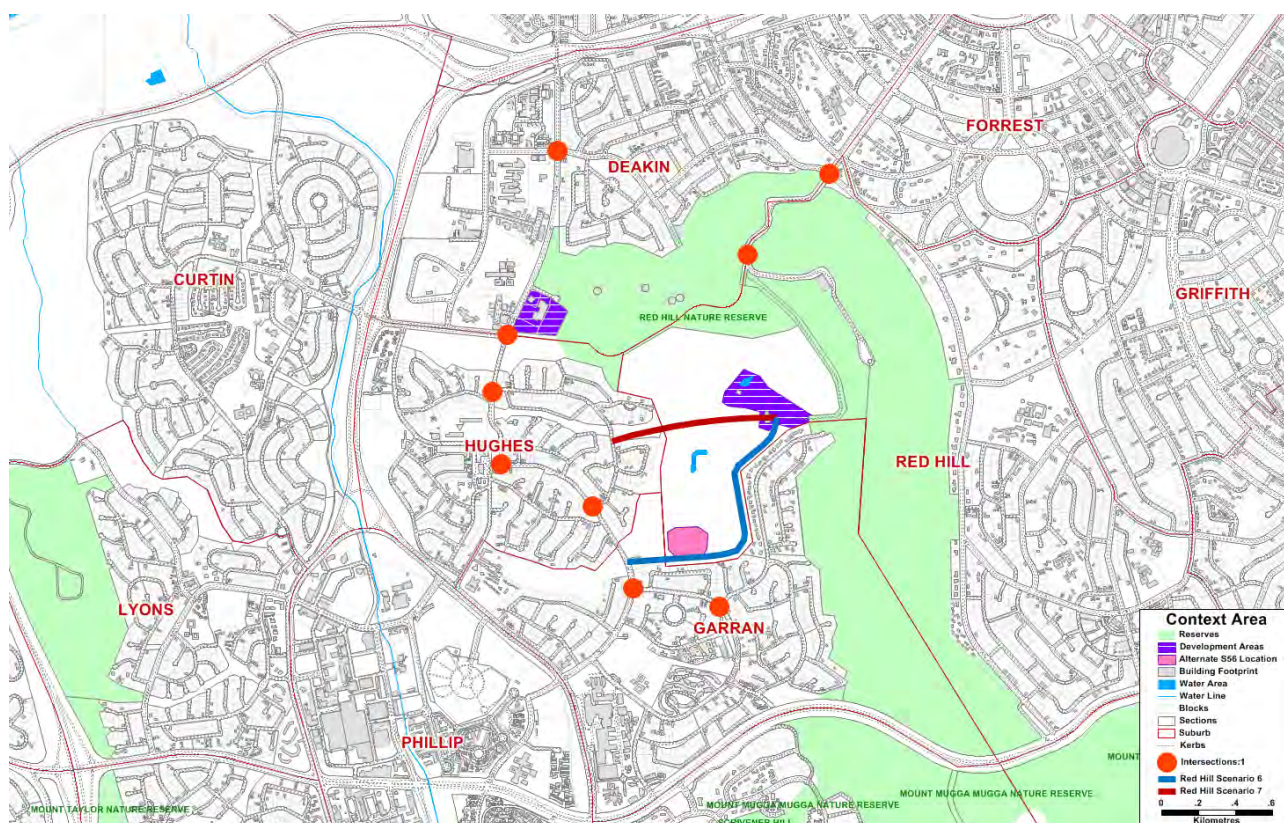 FORREST
DEAKIN
CURTIN
GRIFFITH
RED HILL NATURE RESERVE
HUGHES
RED HILL
LYONS
GARRAN
PHILLIP
MOUNT
MOUNT TAYLOR NATURE RESERVE
MOUNT MUGGA MUGGA NATURE RESERVE
MOUNT MUGGA MUGGA NATURE RESERVE
SCRIVENER HILL
Context Area
Reserves
Development Areas
Alternate S56 Location
Building Footprint
Water Area
Water Line
Blocks
Sections
Suburb
Kerbs
Intersections:1
Red Hill Scenario 6
Red Hill Scenario 7
0 .2 .4 .6
Kilometres